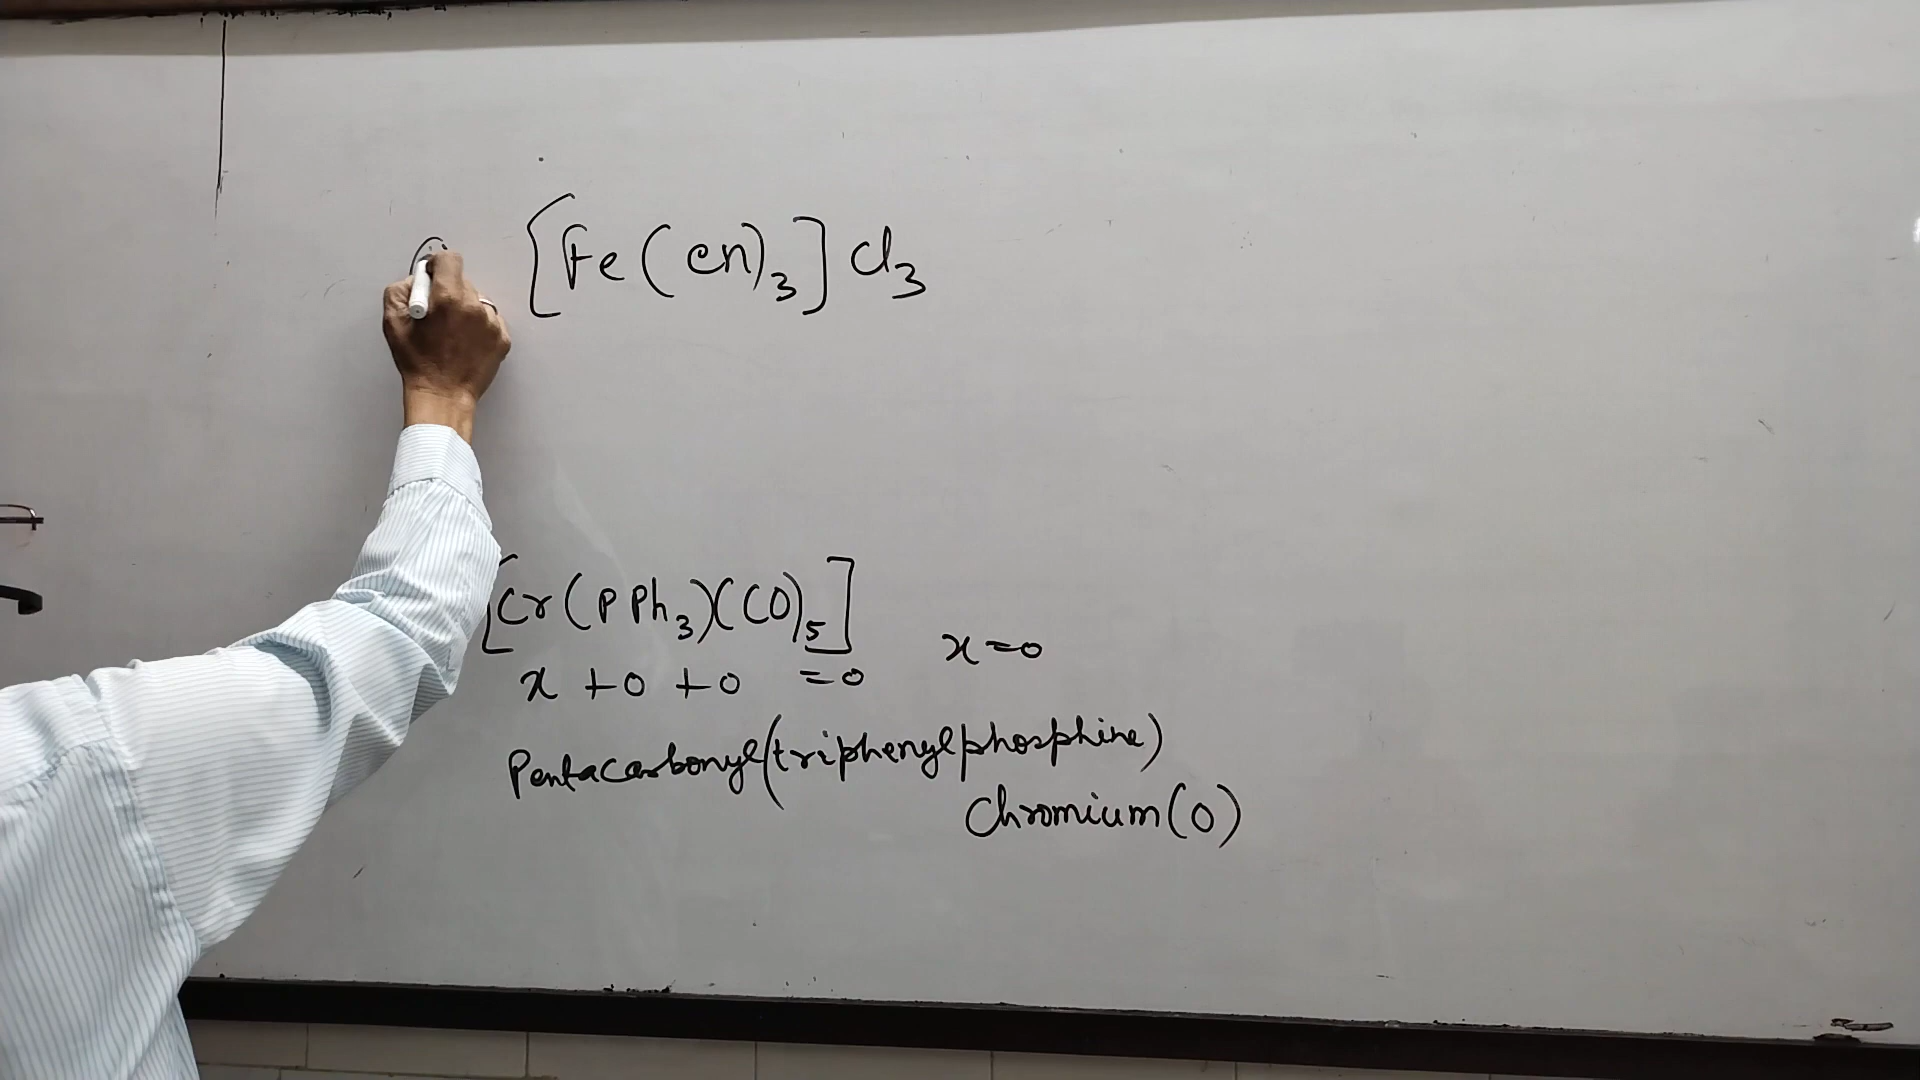 [Fe(en)3]Cl3
[Cr(PPh3)(CO)5]
x+0+0=0 x=0
Pentacarbonyl(triphenylphosphine)
Chromium(0)